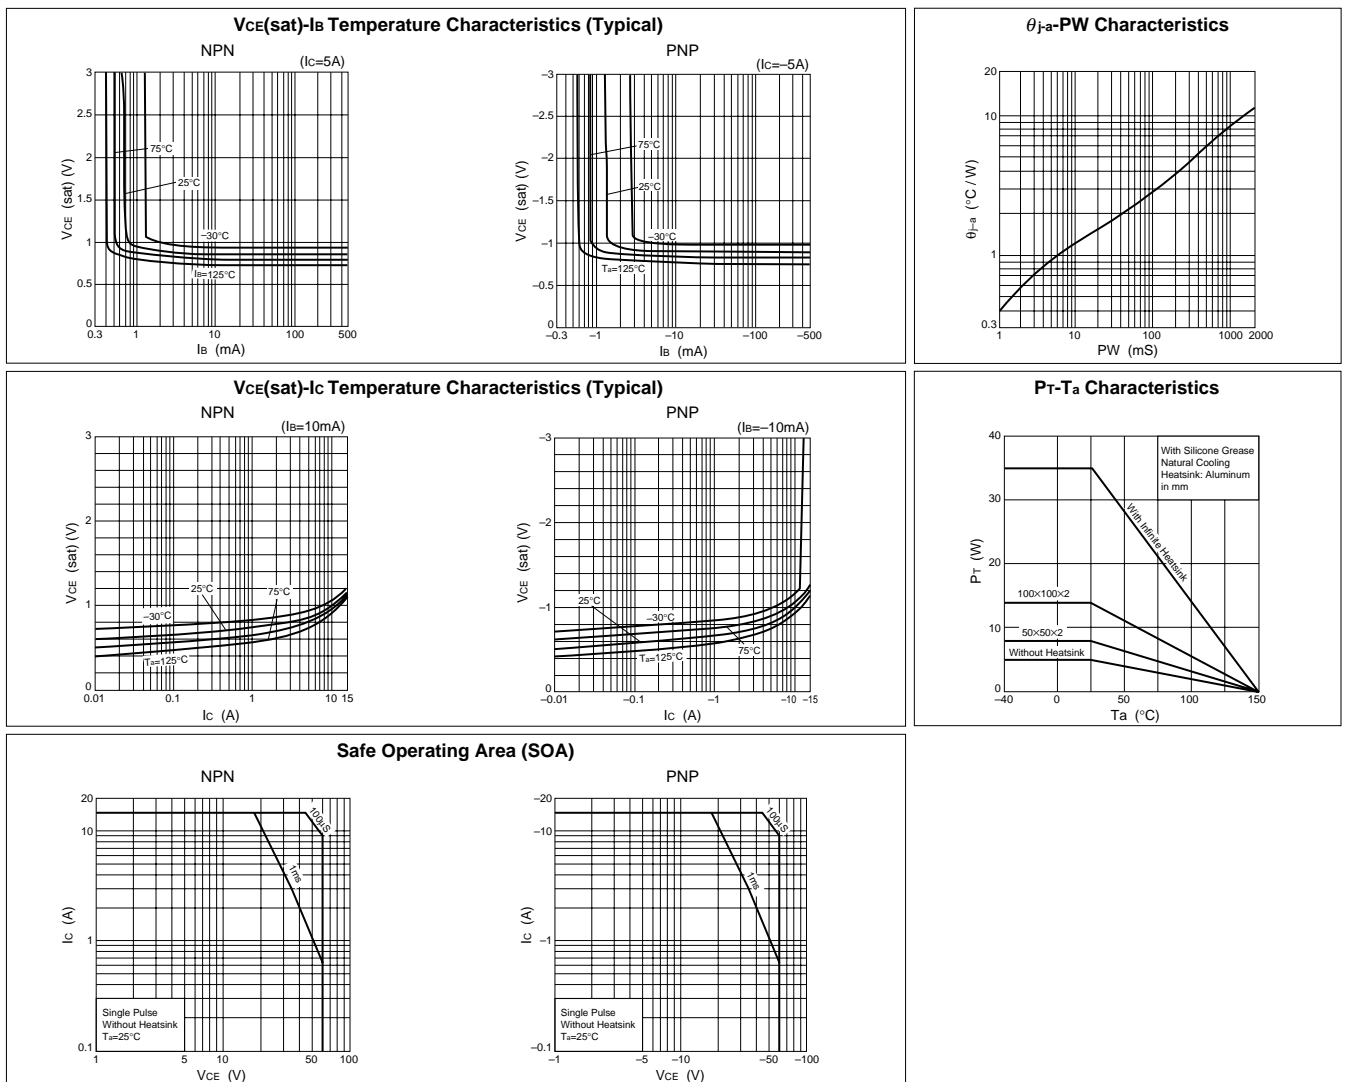 VCE(sat)-IB Temperature Characteristics (Typical)
NPN
(IC=5A)
3
2.5
2
1.5
1
0.5
0
75°C
25°C
–30°C
IB=125°C
0.3
1
10
100
500
VCE (sat) (V)
IB (mA)
PNP
(IC=–5A)
–3
–2.5
–2
–1.5
–1
–0.5
0
75°C
25°C
–30°C
Ta=125°C
–0.3
–1
–10
–100
–500
VCE (sat) (V)
IB (mA)
θj-a-PW Characteristics
20
10
1
0.3
1
10
100
1000 2000
θj-a (°C / W)
PW (mS)
VCE(sat)-IC Temperature Characteristics (Typical)
NPN
(IB=10mA)
3
2
1
0
25°C
75°C
–30°C
Ta=125°C
0.01
0.1
1
10 15
VCE (sat) (V)
IC (A)
PNP
(IB=–10mA)
–3
–2
–1
0
25°C
–30°C
Ta=125°C
75°C
–0.01
–0.1
–1
–10 –15
VCE (sat) (V)
IC (A)
PT-Ta Characteristics
40
30
20
10
0
With Silicone Grease
Natural Cooling
Heatsink: Aluminum
in mm
With Infinite Heatsink
100×100×2
50×50×2
Without Heatsink
–40
0
50
100
150
PT (W)
Ta (°C)
Safe Operating Area (SOA)
NPN
20
10
1
0.1
100µS
1ms
Single Pulse
Without Heatsink
Ta=25°C
1
5
10
50
100
IC (A)
VCE (V)
PNP
–20
–10
–1
–0.1
100µS
1ms
Single Pulse
Without Heatsink
Ta=25°C
–1
–5
–10
–50
–100
IC (A)
VCE (V)